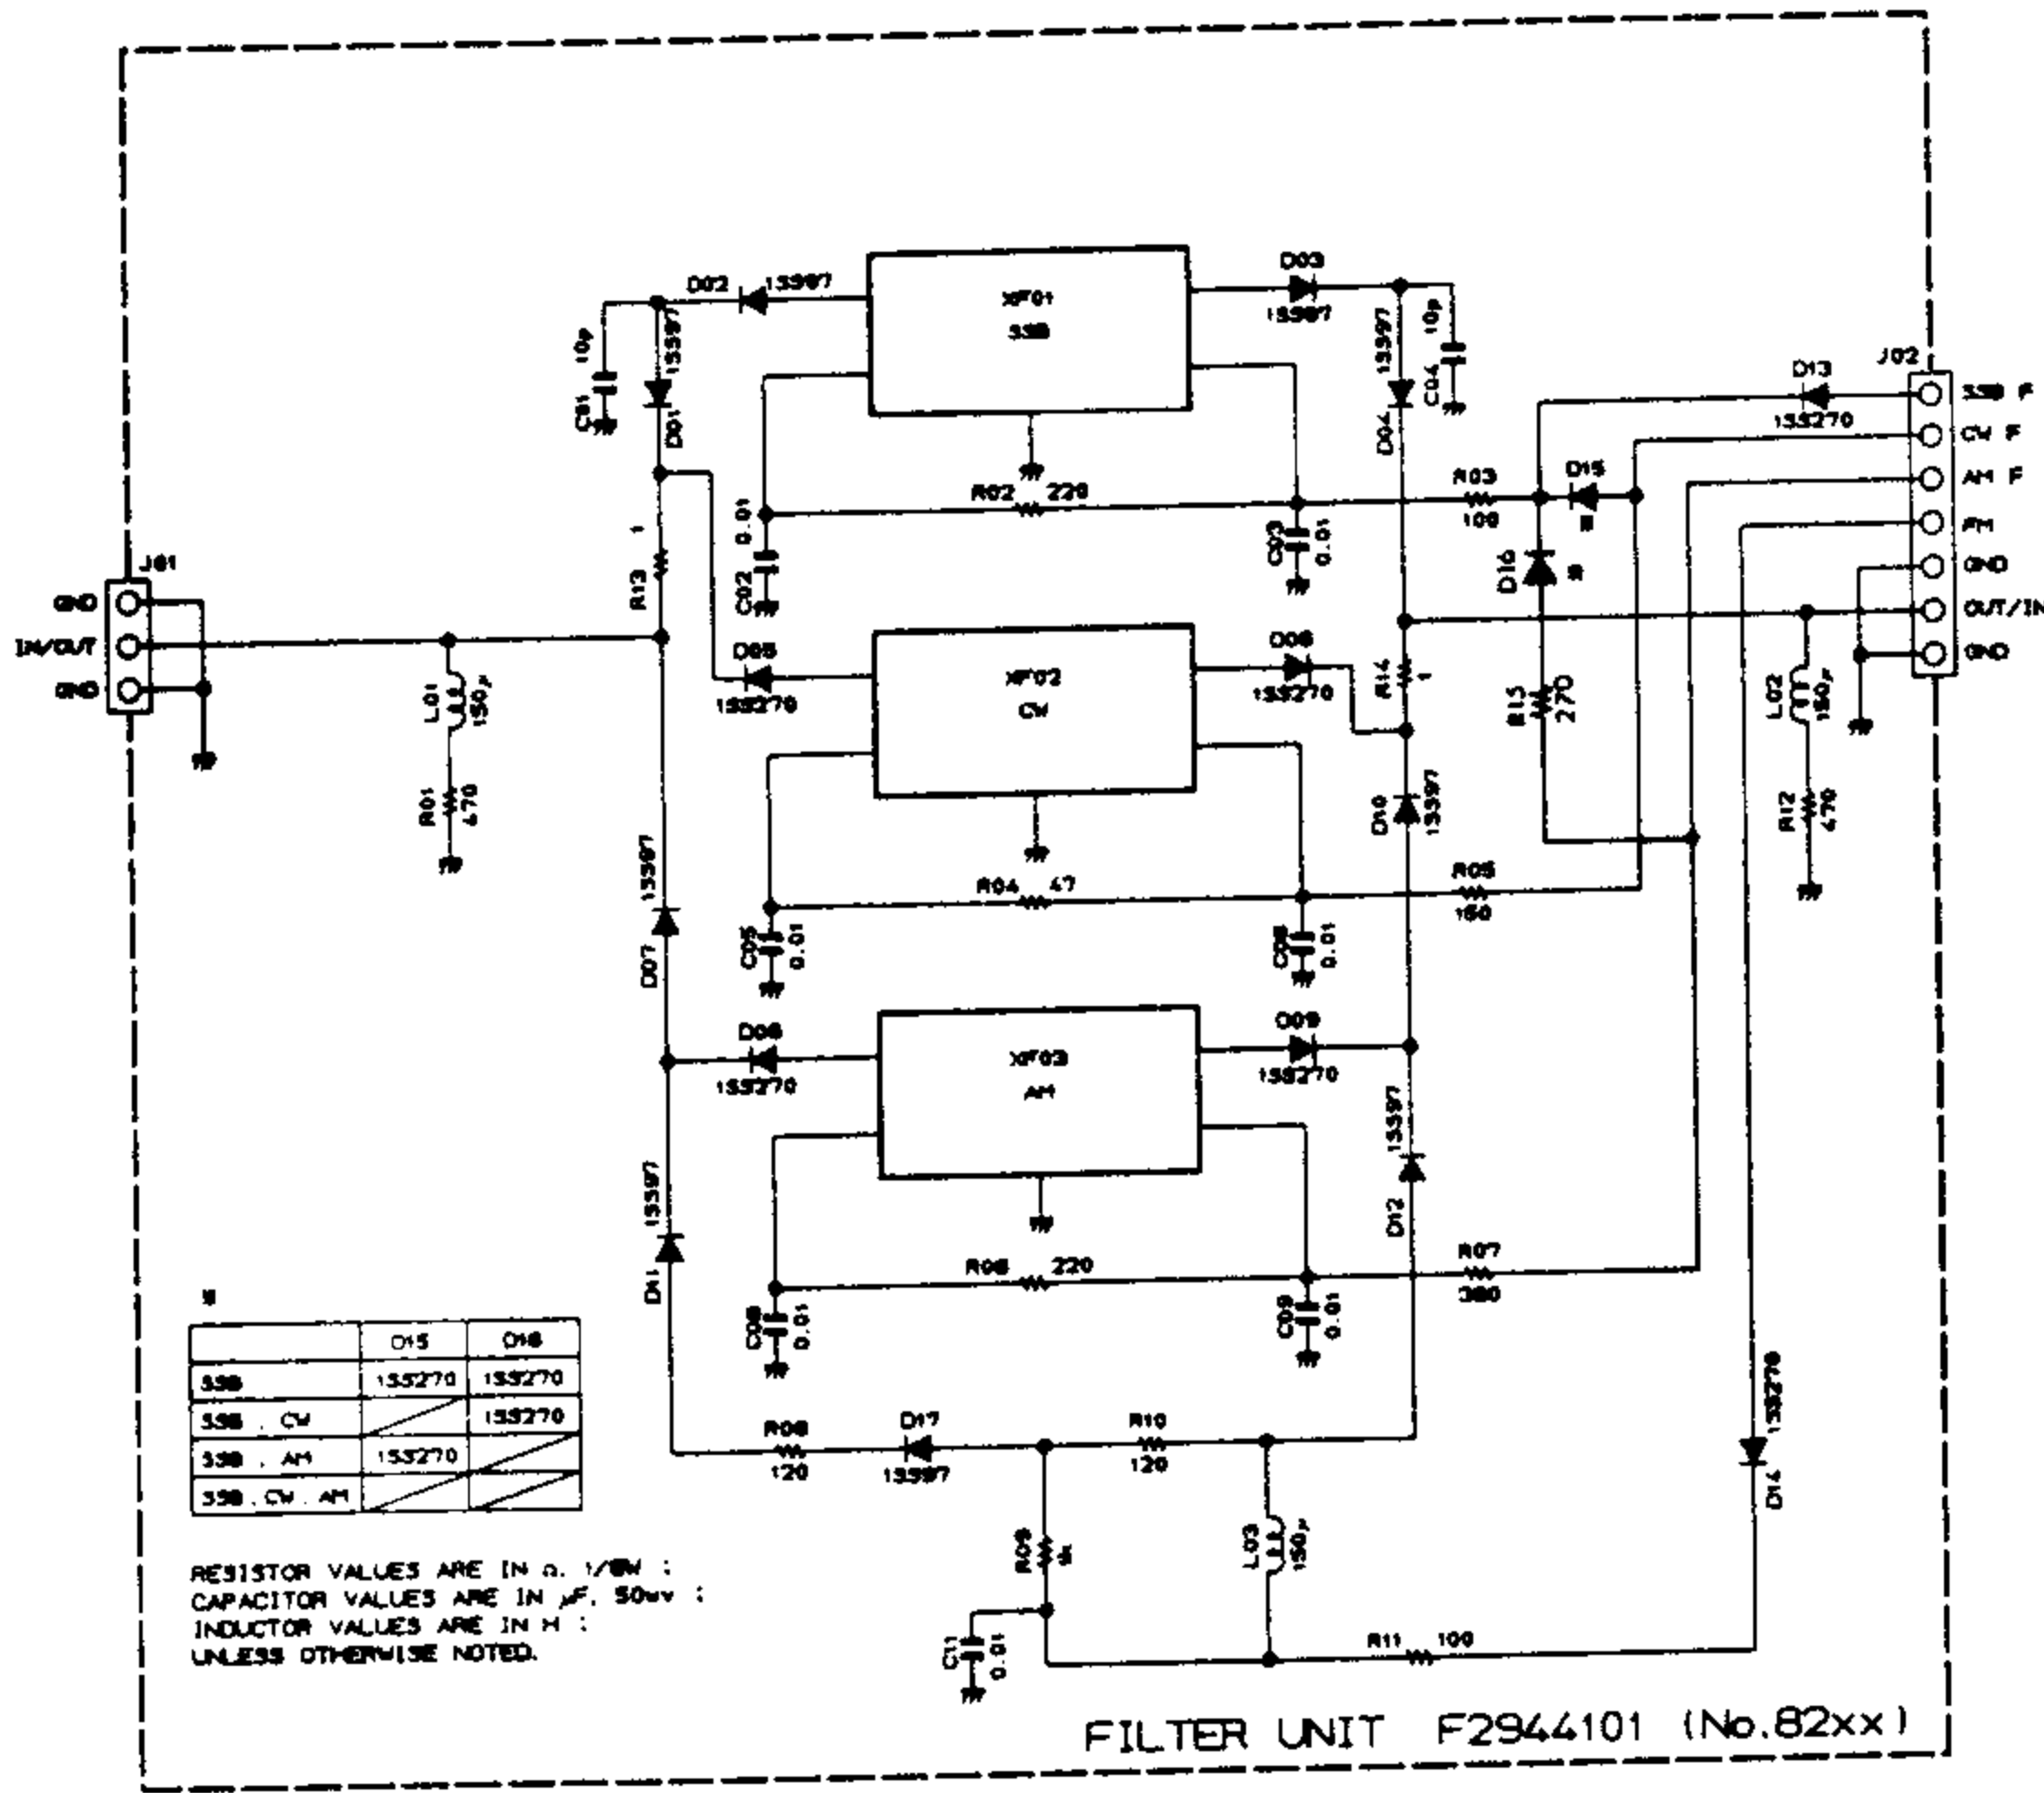 D02 1SS97
XF01
SSB
D03
1SS97
10p
1SS97
D01
1SS97
10p
C04
D04
J02
D13
1SS270
SSB F
CW F
AM F
FM
GND
OUT/IN
GND
R02 220
R03
100
D15
※
D16
※
0.01
C02
C03
0.01
1
R13
J01
GND
IN/OUT
GND
L01
150μ
R01
470
D05
1SS270
XF02
CW
D06
1SS270
R14
1
R15
270
L02
150μ
R12
470
D10
1SS97
1SS97
D07
R04 47
R05
150
C05
0.01
0.01
D08
1SS270
XF03
AM
D09
1SS270
1SS97
D12
1SS97
D11
R06 220
R07
C08
0.01
C09
0.01
※
D15 D16
SSB 1SS270 1SS270
SSB . CW 1SS270
SSB . AM 1SS270
SSB . CW . AM
R08
120
D17
1SS97
R10
120
1SS270
D14
R09
1k
L03
150μ
C11
0.01
R11 100
RESISTOR VALUES ARE IN Ω, 1/8W ;
CAPACITOR VALUES ARE IN μF, 50WV ;
INDUCTOR VALUES ARE IN H ;
UNLESS OTHERWISE NOTED.
FILTER UNIT F2944101 (No.82xx)